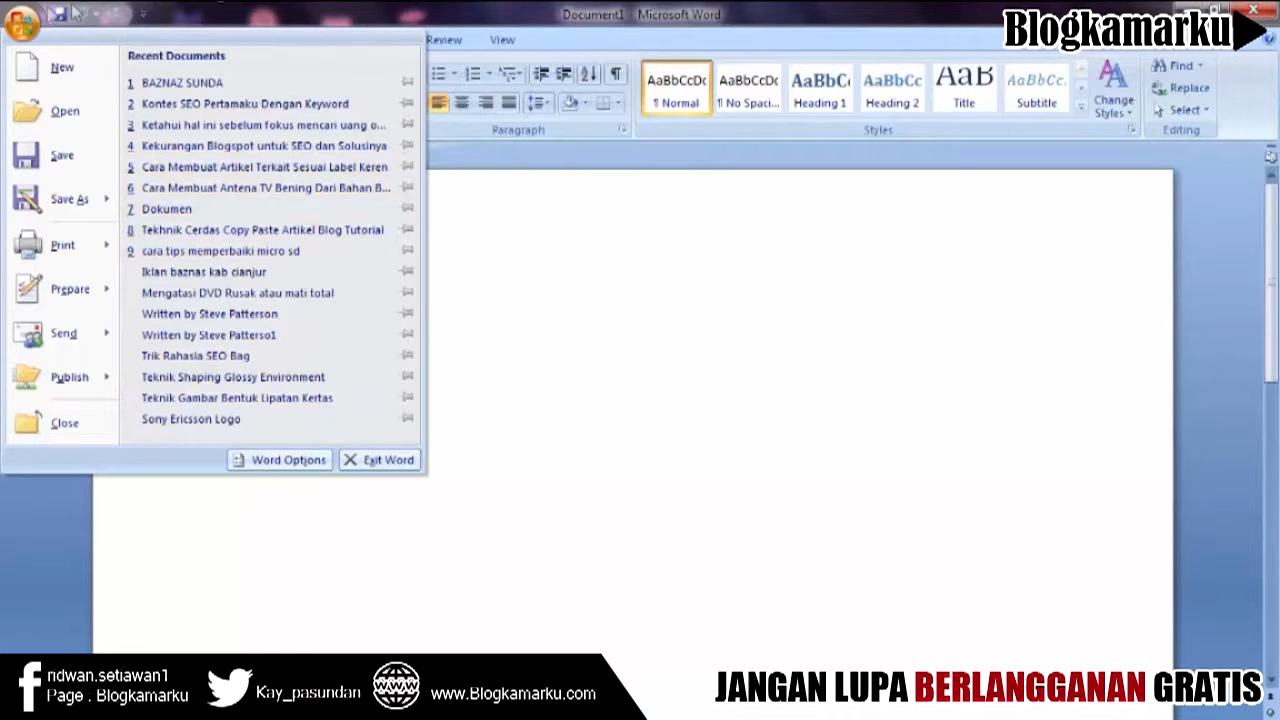 Document1 - Microsoft Word
Blogkamarku
Review View
New
Open
Save
Save As
Print
Prepare
Send
Publish
Close
Recent Documents
1 BAZNAZ SUNDA
2 Kontes SEO Pertamaku Dengan Keyword
3 Ketahui hal ini sebelum fokus mencari uang o...
4 Kekurangan Blogspot untuk SEO dan Solusinya
5 Cara Membuat Artikel Terkait Sesuai Label Keren
6 Cara Membuat Antena TV Bening Dari Bahan B...
7 Dokumen
8 Tekhnik Cerdas Copy Paste Artikel Blog Tutorial
9 cara tips memperbaiki micro sd
Iklan baznas kab cianjur
Mengatasi DVD Rusak atau mati total
Written by Steve Patterson
Written by Steve Patterso1
Trik Rahasia SEO Bag
Teknik Shaping Glossy Environment
Teknik Gambar Bentuk Lipatan Kertas
Sony Ericsson Logo
Word Options Exit Word
AaBbCcDc AaBbCcDc AaBbC AaBbCc AaB AaBbCc.
¶ Normal ¶ No Spaci... Heading 1 Heading 2 Title Subtitle
Change
Styles
Find
Replace
Select
Paragraph Styles Editing
ridwan.setiawan1
Page . Blogkamarku
Kay_pasundan
www.Blogkamarku.com
JANGAN LUPA BERLANGGANAN GRATIS